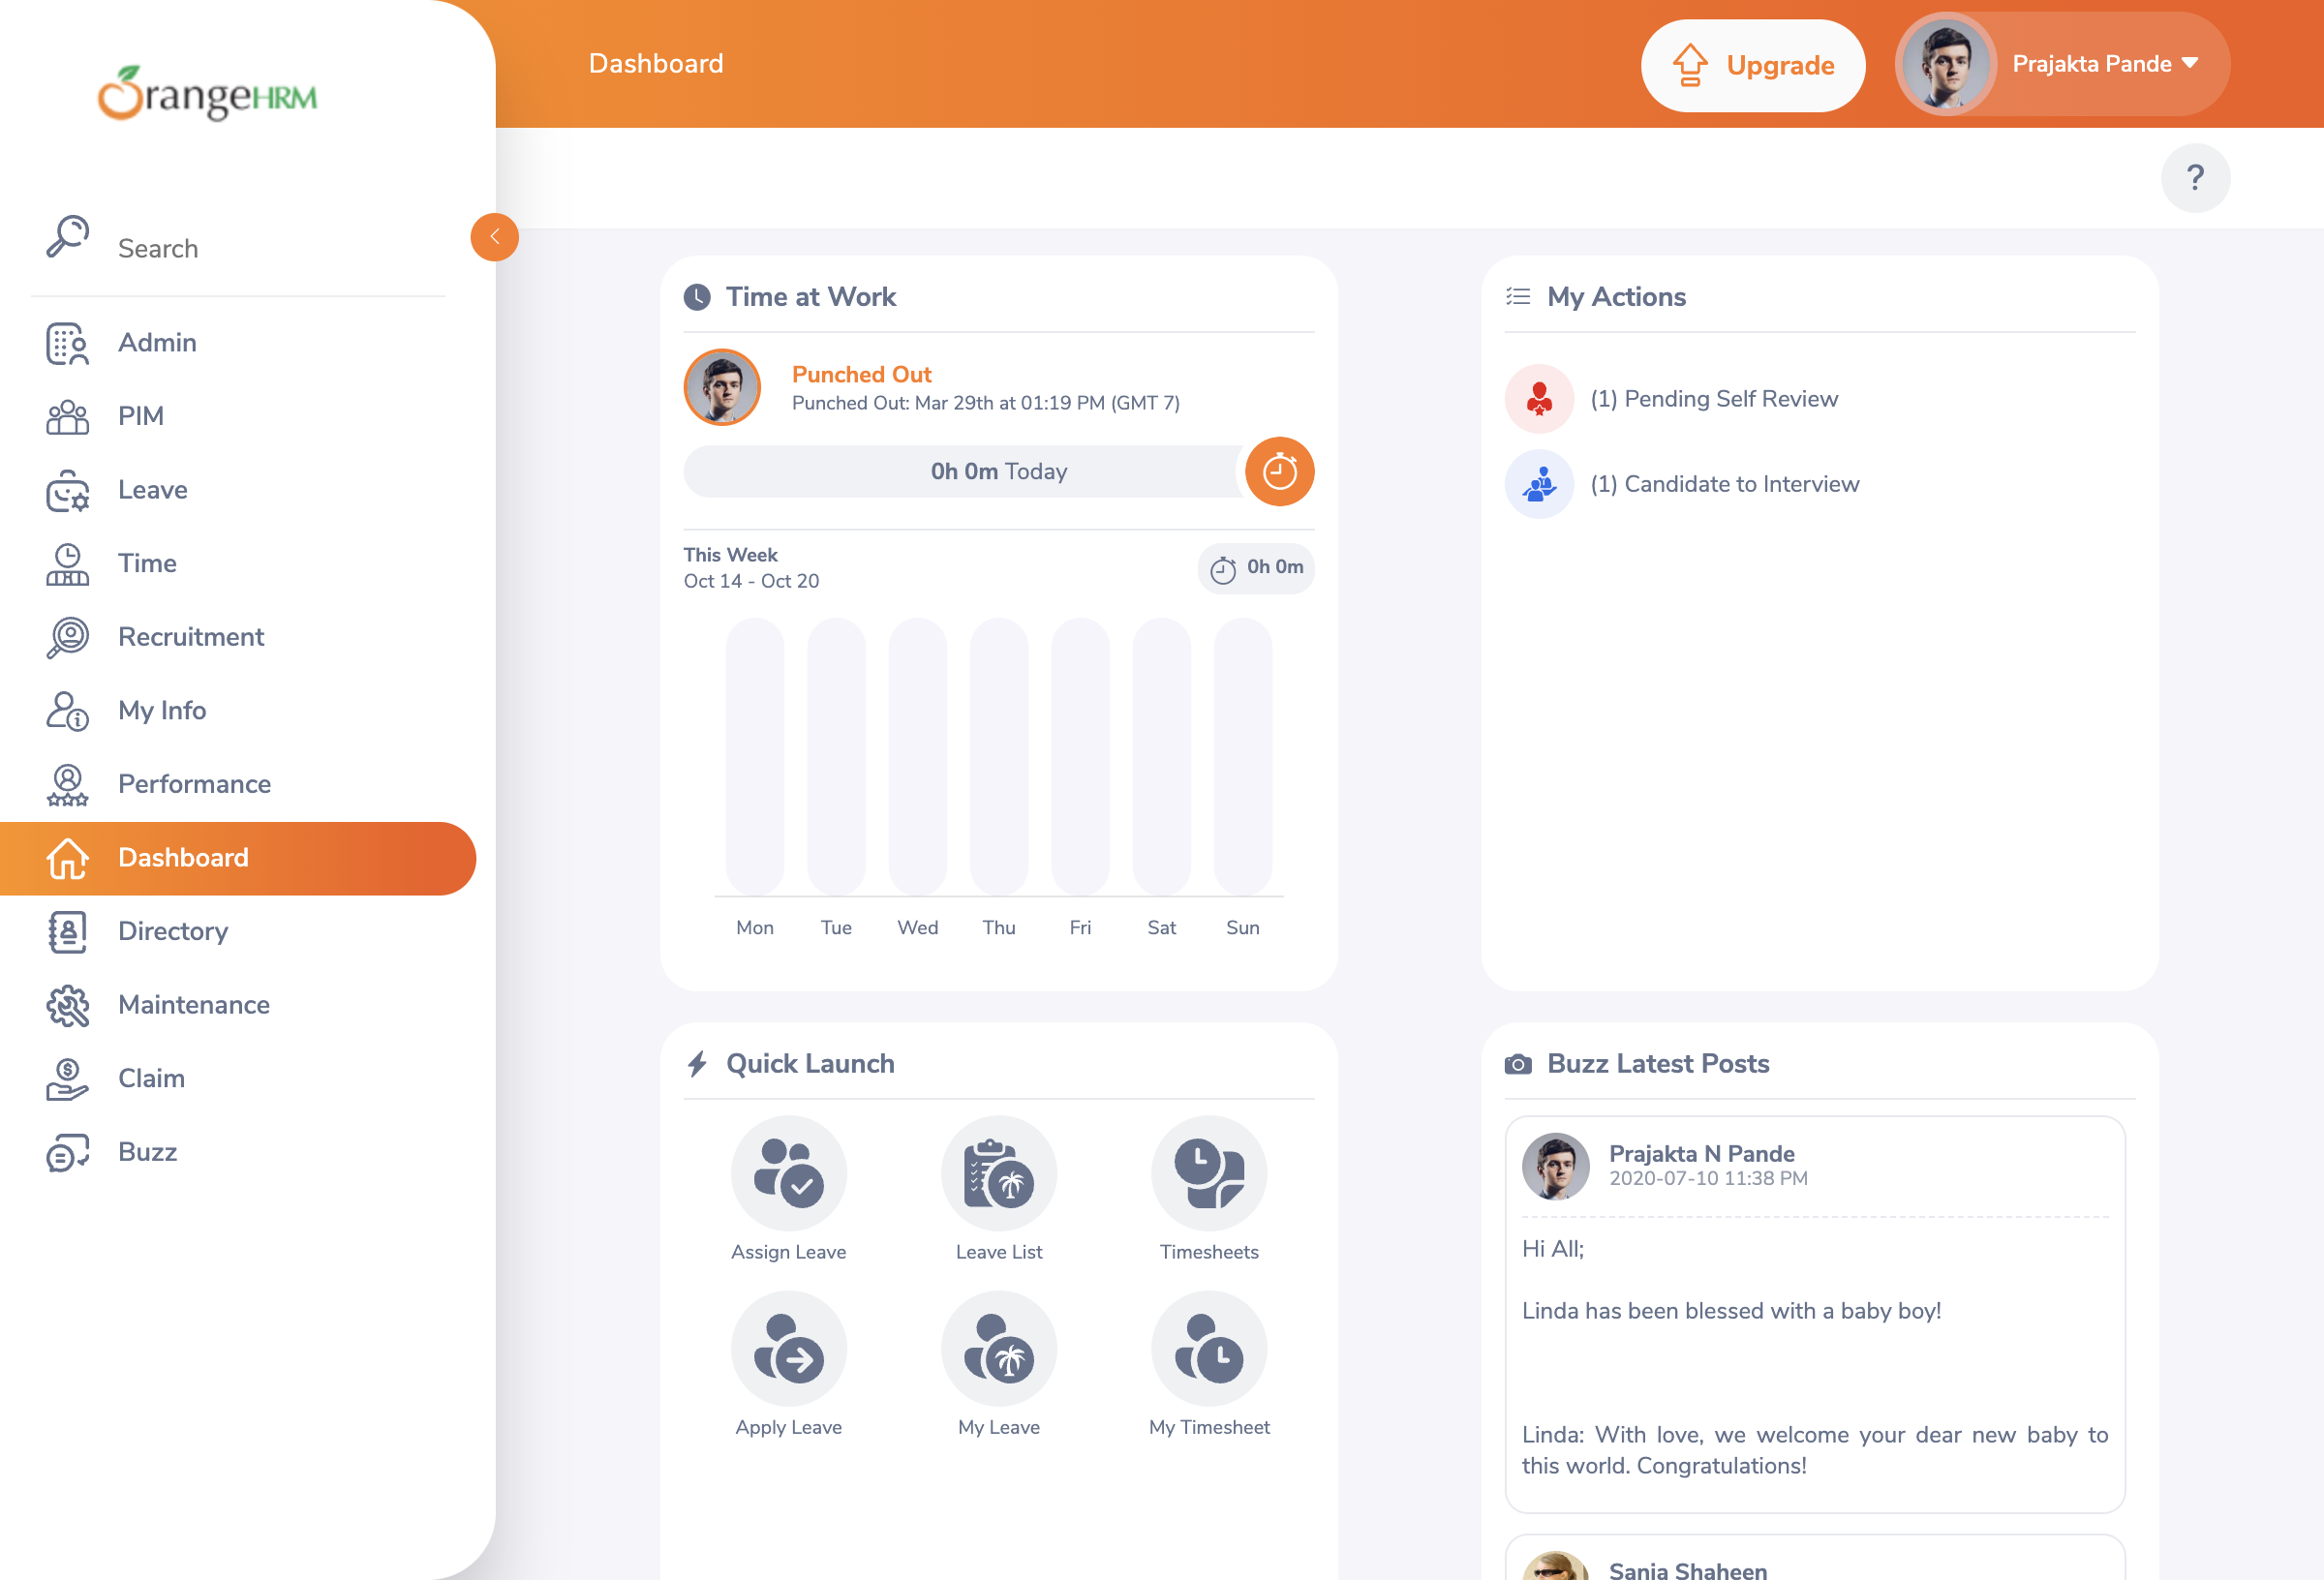 OrangeHRM
Search
Admin
PIM
Leave
Time
Recruitment
My Info
Performance
Dashboard
Directory
Maintenance
Claim
Buzz
Dashboard
Upgrade
Prajakta Pande
?
Time at Work
Punched Out
Punched Out: Mar 29th at 01:19 PM (GMT 7)
0h 0m Today
This Week
Oct 14 - Oct 20
0h 0m
Mon Tue Wed Thu Fri Sat Sun
My Actions
(1) Pending Self Review
(1) Candidate to Interview
Quick Launch
Assign Leave Leave List Timesheets
Apply Leave My Leave My Timesheet
Buzz Latest Posts
Prajakta N Pande
2020-07-10 11:38 PM
Hi All;
Linda has been blessed with a baby boy!
Linda: With love, we welcome your dear new baby to
this world. Congratulations!
Sania Shaheen